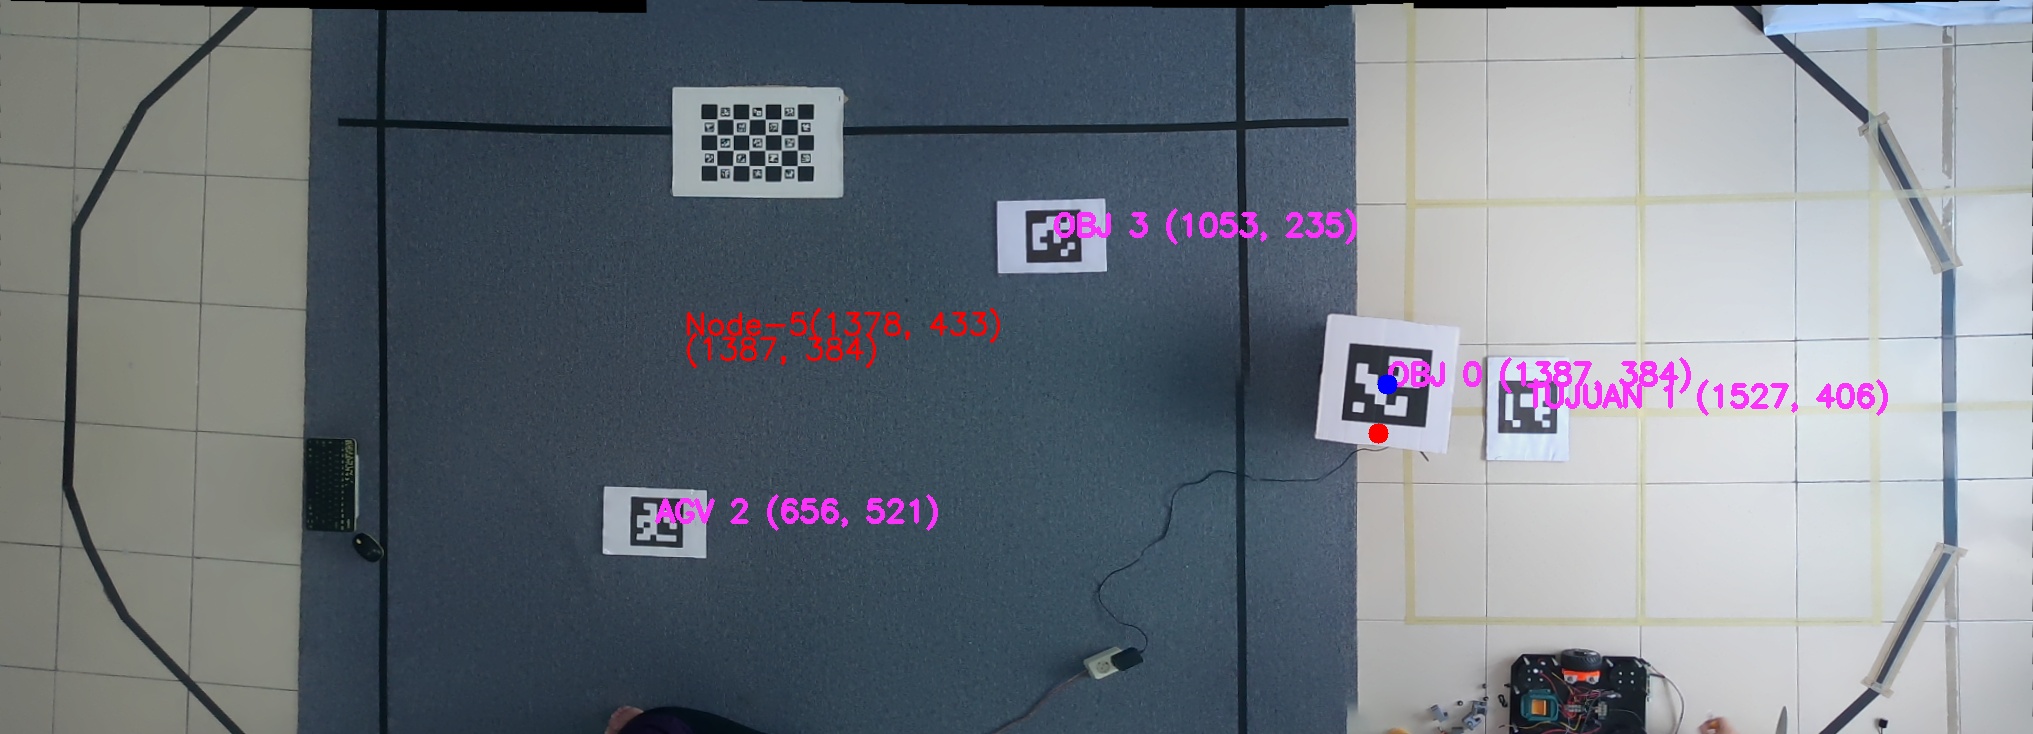 OBJ 3 (1053, 235)
Node-5(1378, 433)
(1387, 384)
OBJ 0 (1387, 384)
TUJUAN 1 (1527, 406)
AGV 2 (656, 521)